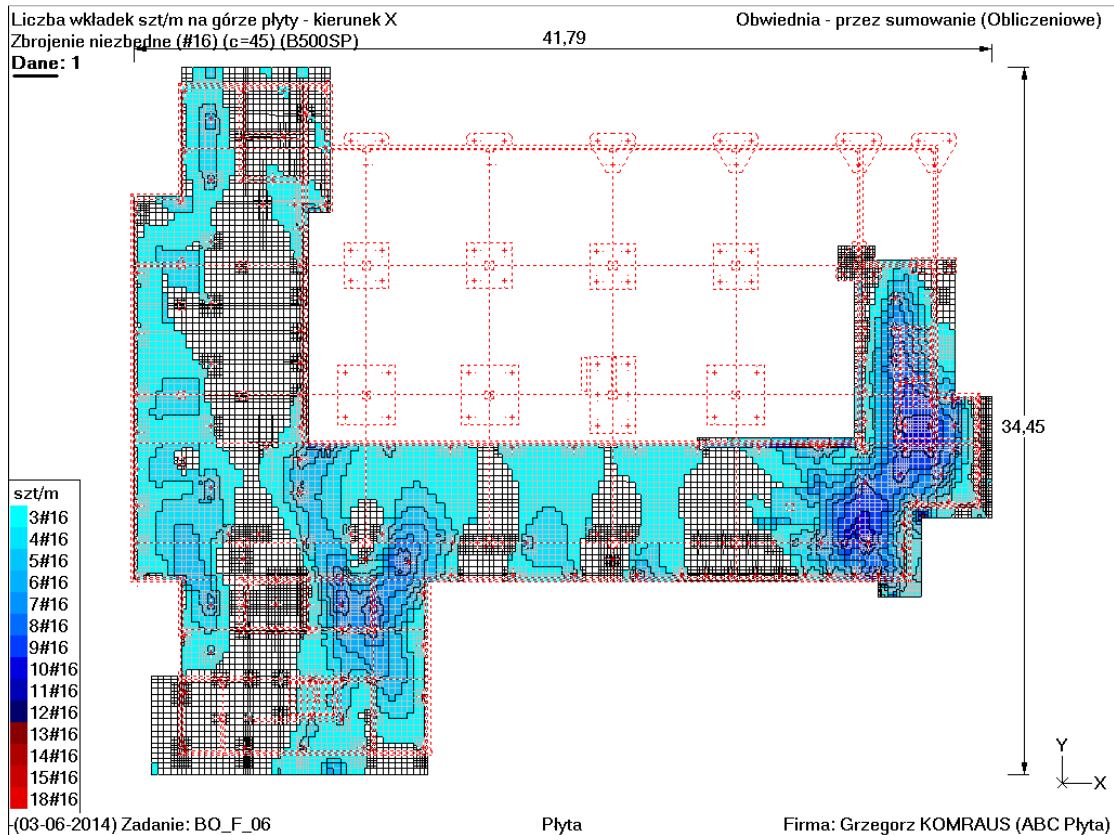 Liczba wkładek szt/m na górze płyty - kierunek X
Obwiednia - przez sumowanie (Obliczeniowe)
Zbrojenie niezbędne (#16) (c=45) (B500SP)
41,79
Dane: 1
34,45
szt/m
3#16
4#16
5#16
6#16
7#16
8#16
9#16
10#16
11#16
12#16
13#16
14#16
15#16
18#16
Y
X
-(03-06-2014) Zadanie: BO_F_06
Płyta
Firma: Grzegorz KOMRAUS (ABC Płyta)